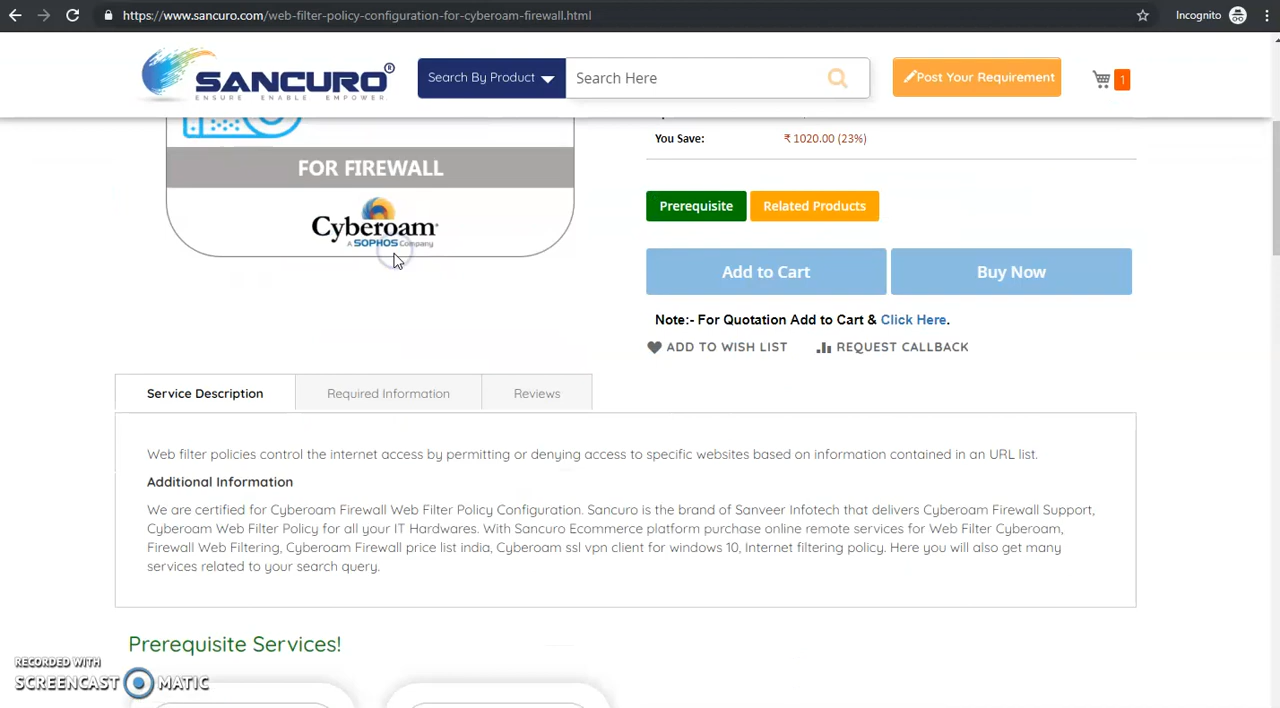 https://www.sancuro.com/web-filter-policy-configuration-for-cyberoam-firewall.html
Incognito
SANCURO®
ENSURE ENABLE EMPOWER
Search By Product
Search Here
Post Your Requirement
1
You Save: ₹ 1020.00 (23%)
FOR FIREWALL
Prerequisite
Related Products
Cyberoam
A SOPHOS Company
Add to Cart
Buy Now
Note:- For Quotation Add to Cart & Click Here.
ADD TO WISH LIST
REQUEST CALLBACK
Service Description
Required Information
Reviews
Web filter policies control the internet access by permitting or denying access to specific websites based on information contained in an URL list.
Additional Information
We are certified for Cyberoam Firewall Web Filter Policy Configuration. Sancuro is the brand of Sanveer Infotech that delivers Cyberoam Firewall Support,
Cyberoam Web Filter Policy for all your IT Hardwares. With Sancuro Ecommerce platform purchase online remote services for Web Filter Cyberoam,
Firewall Web Filtering, Cyberoam Firewall price list india, Cyberoam ssl vpn client for windows 10, Internet filtering policy. Here you will also get many
services related to your search query.
Prerequisite Services!
RECORDED WITH
SCREENCAST MATIC